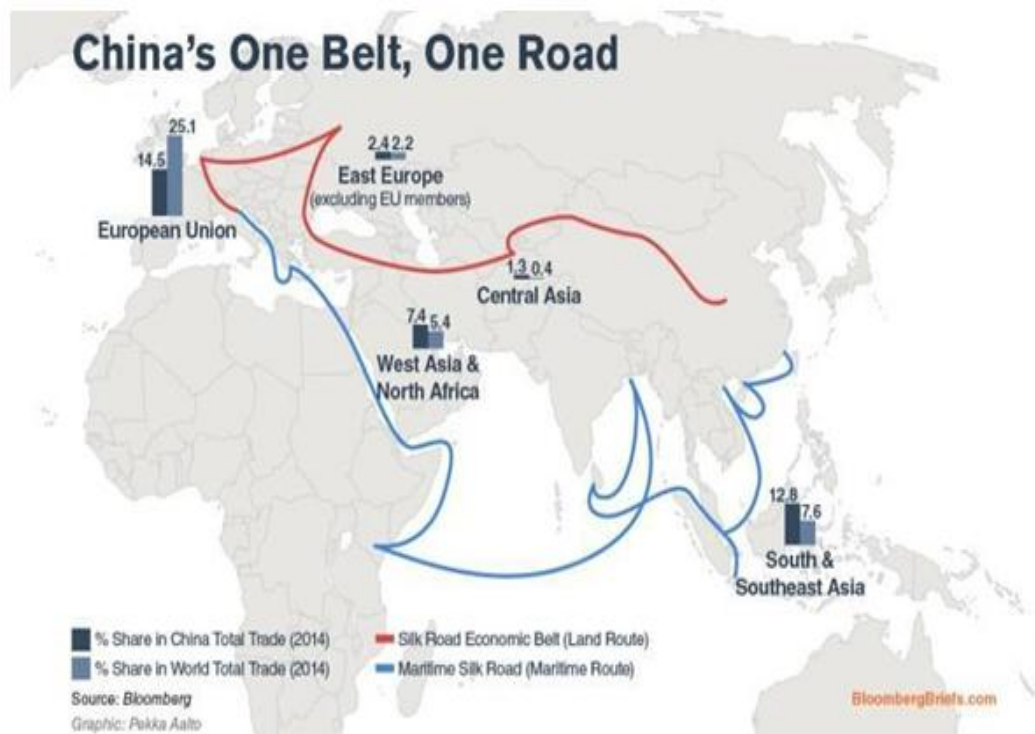 China's One Belt, One Road
25.1
14.5
European Union
2.4 2.2
East Europe
(excluding EU members)
1.3 0.4
Central Asia
7.4 5.4
West Asia &
North Africa
12.8
7.6
South &
Southeast Asia
% Share in China Total Trade (2014)
Silk Road Economic Belt (Land Route)
% Share in World Total Trade (2014)
Maritime Silk Road (Maritime Route)
Source: Bloomberg
BloombergBriefs.com
Graphic: Pekka Aalto